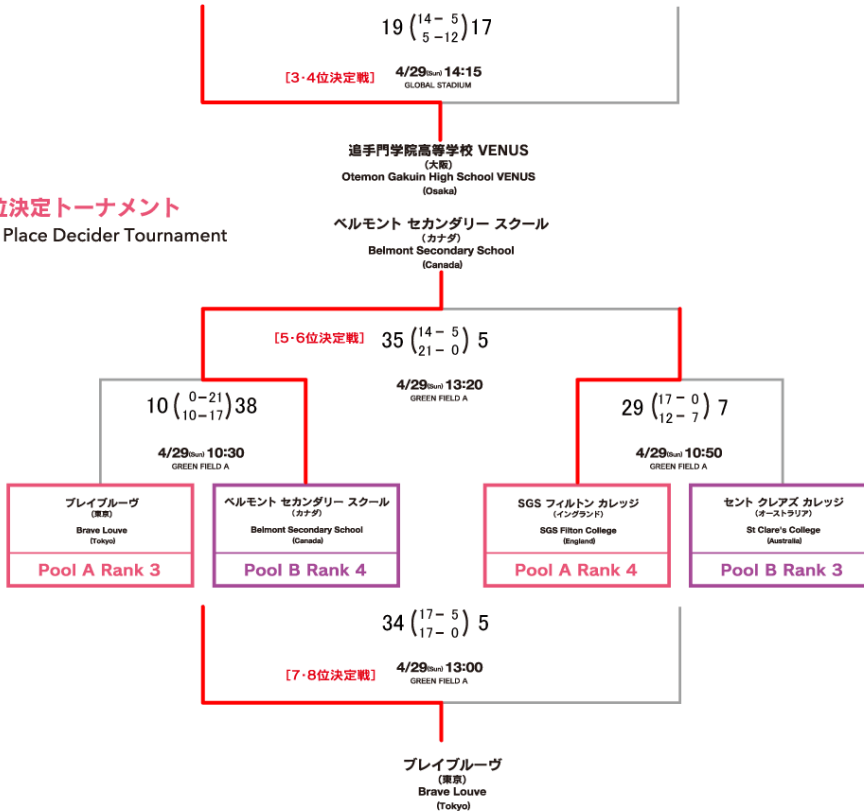 19 (14 - 5 5 -12) 17
[3・4位決定戦]
4/29(Sun) 14:15
GLOBAL STADIUM
追手門学院高等学校 VENUS
(大阪)
Otemon Gakuin High School VENUS
(Osaka)
位決定トーナメント
Place Decider Tournament
ベルモント セカンダリー スクール
(カナダ)
Belmont Secondary School
(Canada)
[5・6位決定戦]
35 (14 - 5 21 - 0) 5
4/29(Sun) 13:20
GREEN FIELD A
10 (0-21 10-17) 38
4/29(Sun) 10:30
GREEN FIELD A
29 (17 - 0 12 - 7) 7
4/29(Sun) 10:50
GREEN FIELD A
ブレイブルーヴ
(東京)
Brave Louve
(Tokyo)
Pool A Rank 3
ベルモント セカンダリー スクール
(カナダ)
Belmont Secondary School
(Canada)
Pool B Rank 4
SGS フィルトン カレッジ
(イングランド)
SGS Filton College
(England)
Pool A Rank 4
セント クレアズ カレッジ
(オーストラリア)
St Clare's College
(Australia)
Pool B Rank 3
34 (17 - 5 17 - 0) 5
[7・8位決定戦]
4/29(Sun) 13:00
GREEN FIELD A
ブレイブルーヴ
(東京)
Brave Louve
(Tokyo)